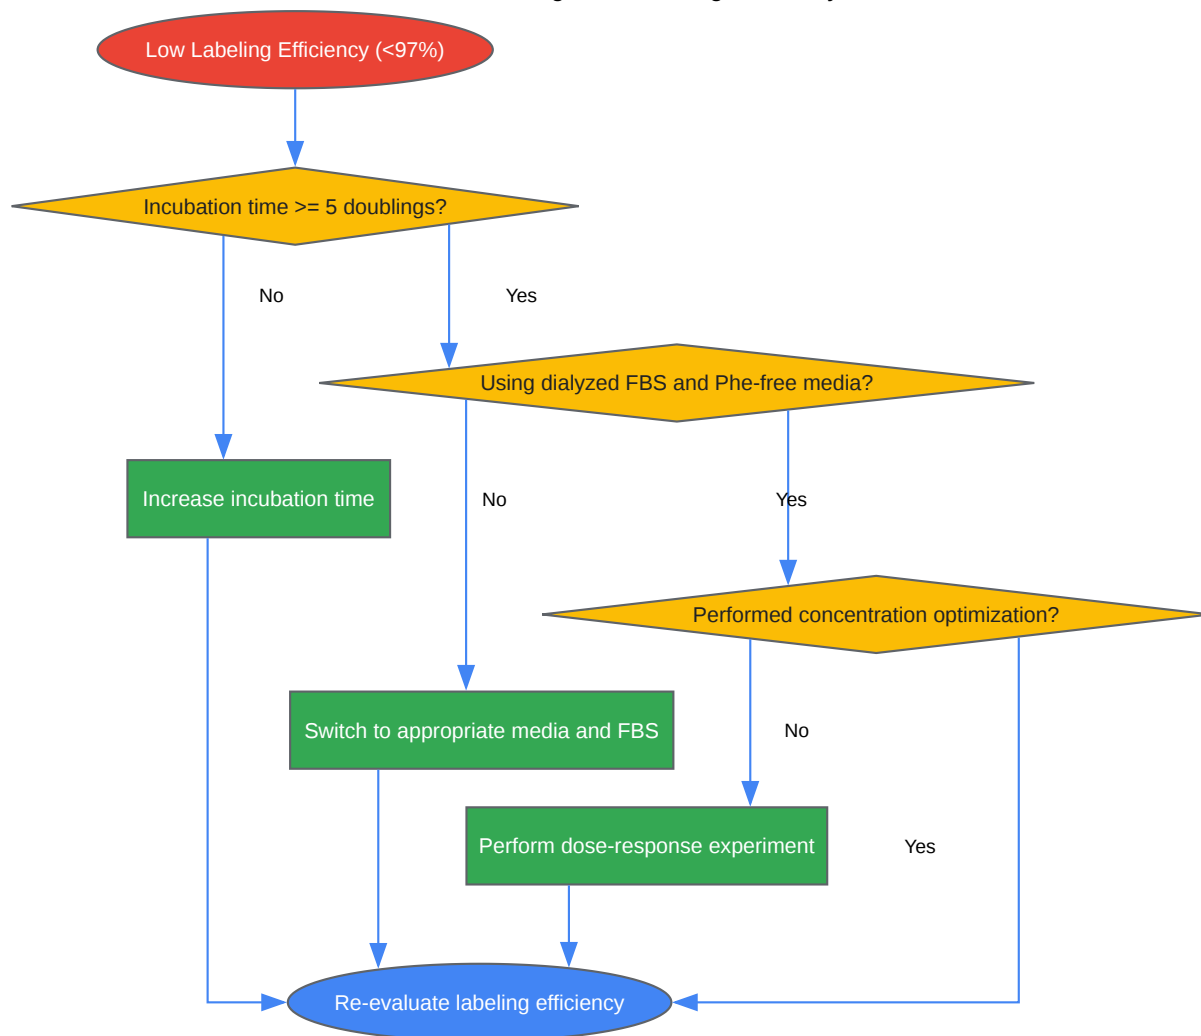 Low Labeling Efficiency (<97%)
Incubation time >= 5 doublings?
No
Yes
Using dialyzed FBS and Phe-free media?
Increase incubation time
No
Yes
Performed concentration optimization?
Switch to appropriate media and FBS
No
Perform dose-response experiment
Yes
Re-evaluate labeling efficiency